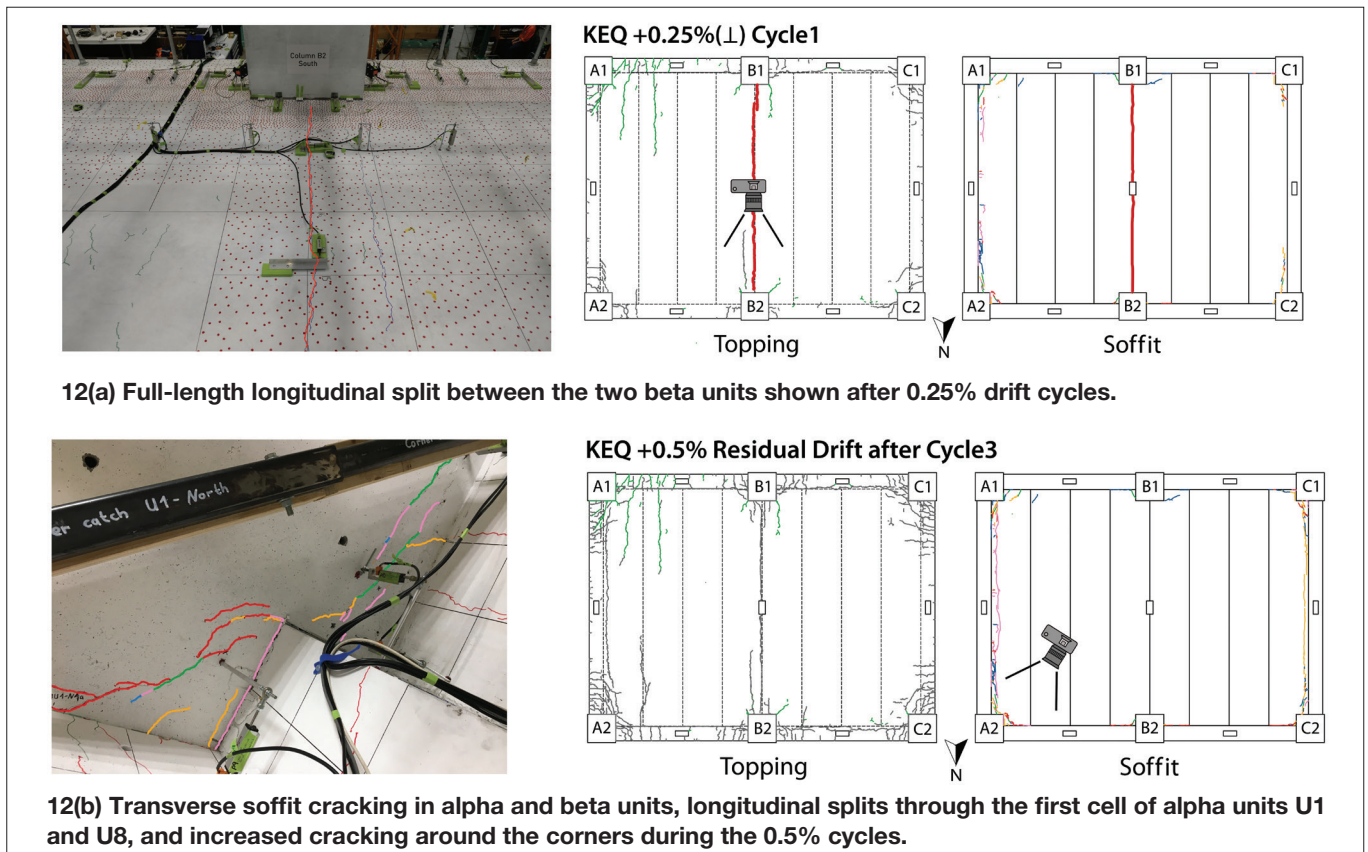 Column B2
South
KEQ +0.25%(⊥) Cycle1
A1
B1
C1
A1
B1
C1
A2
B2
C2
A2
B2
C2
Topping
N
Soffit
12(a) Full-length longitudinal split between the two beta units shown after 0.25% drift cycles.
er catch U1-North
Corner
KEQ +0.5% Residual Drift after Cycle3
A1
B1
C1
A1
B1
C1
A2
B2
C2
A2
B2
C2
Topping
N
Soffit
12(b) Transverse soffit cracking in alpha and beta units, longitudinal splits through the first cell of alpha units U1
and U8, and increased cracking around the corners during the 0.5% cycles.